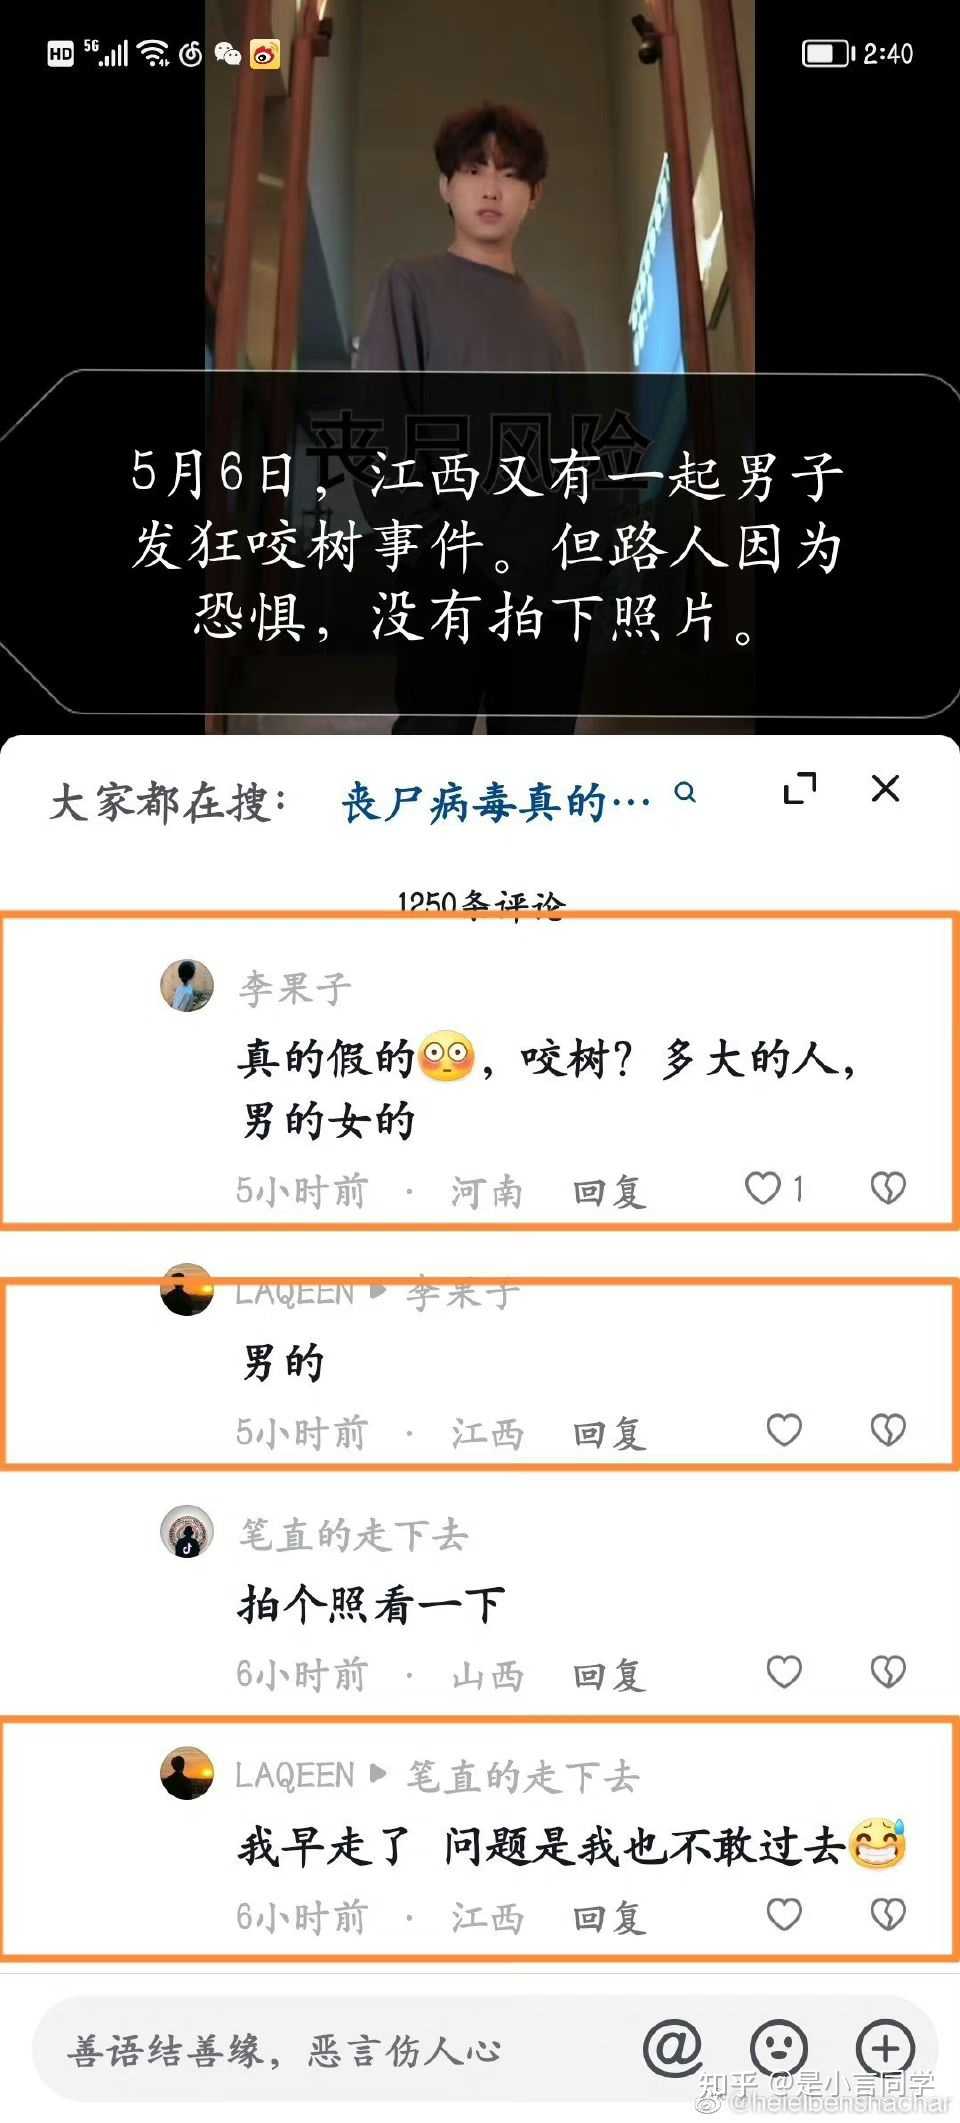 HD 5G 2:40
丧尸风险
5月6日，江西又有一起男子
发狂咬树事件。但路人因为
恐惧，没有拍下照片。
大家都在搜： 丧尸病毒真的…
1250条评论
李果子
真的假的😳，咬树？多大的人，
男的女的
5小时前 · 河南 回复 1
LAQEEN ▶ 李果子
男的
5小时前 · 江西 回复
笔直的走下去
拍个照看一下
6小时前 · 山西 回复
LAQEEN ▶ 笔直的走下去
我早走了 问题是我也不敢过去😅
6小时前 · 江西 回复
善语结善缘，恶言伤人心
知乎 @是小言同学
@heielbenshachar